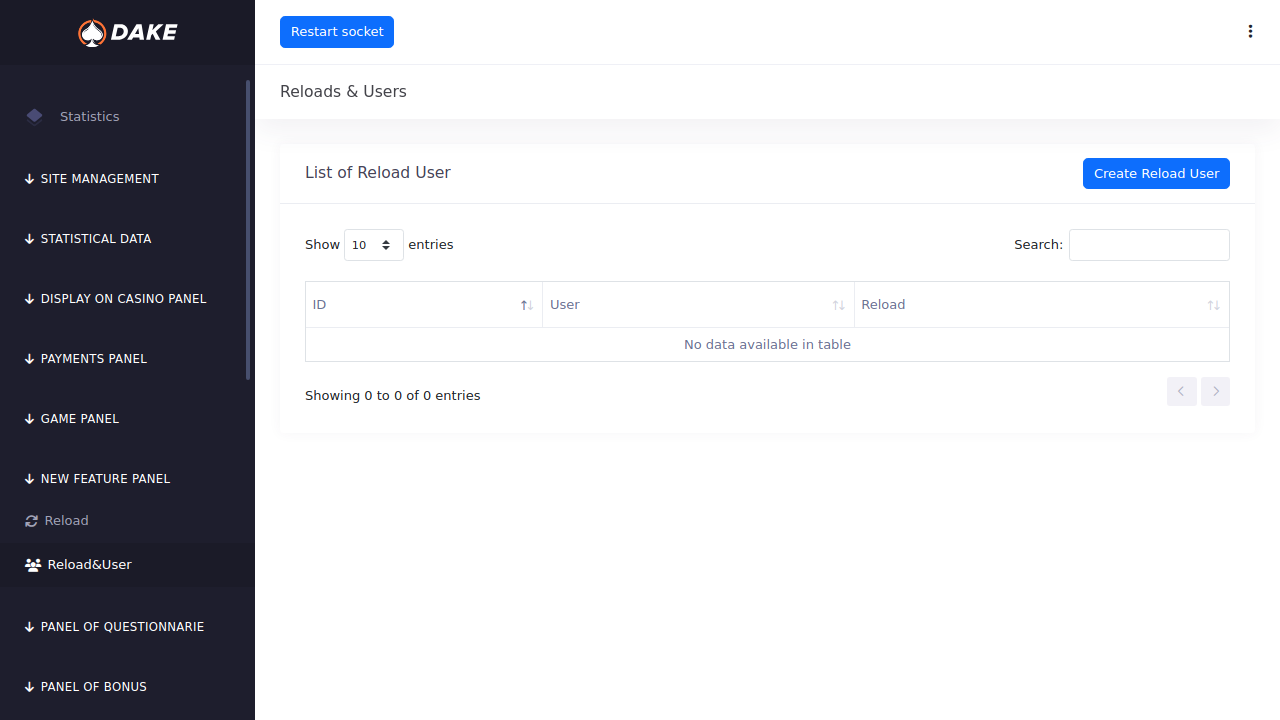 DAKE
Restart socket
Statistics
SITE MANAGEMENT
STATISTICAL DATA
DISPLAY ON CASINO PANEL
PAYMENTS PANEL
GAME PANEL
NEW FEATURE PANEL
Reload
Reload&User
PANEL OF QUESTIONNARIE
PANEL OF BONUS
Reloads & Users
List of Reload User
Create Reload User
Show 10 entries
Search:
ID User Reload
No data available in table
Showing 0 to 0 of 0 entries